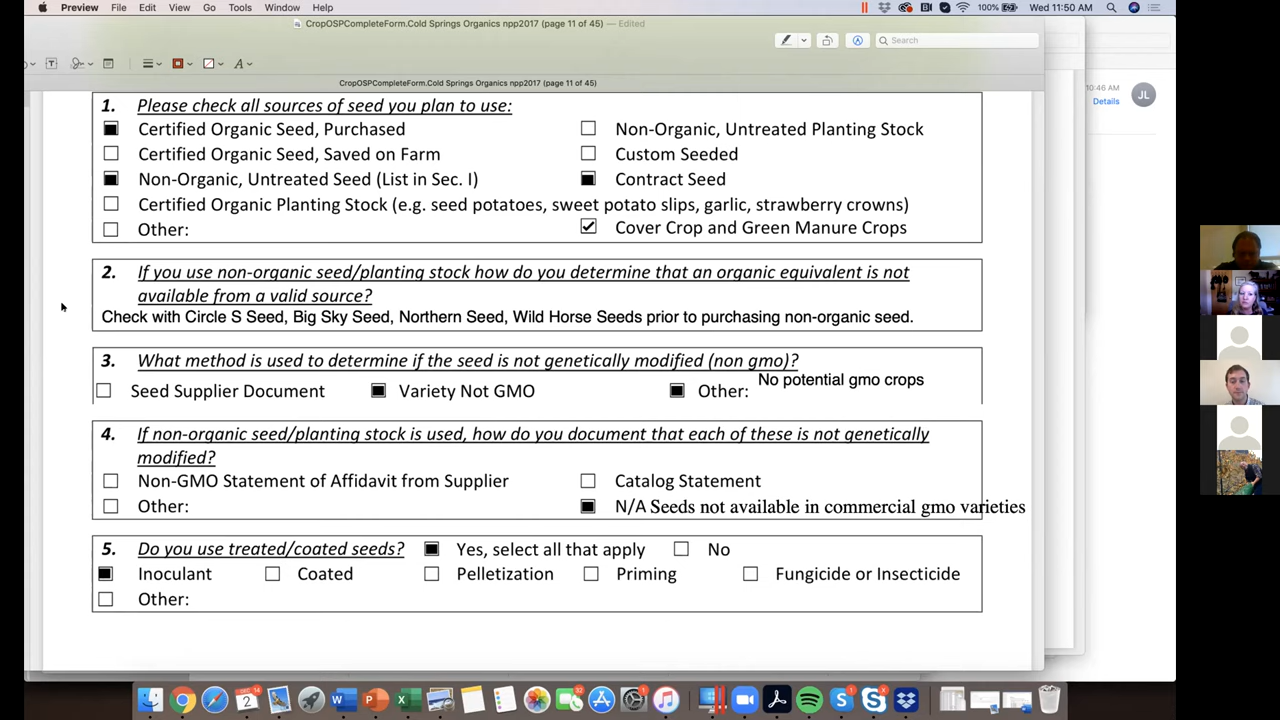 Preview File Edit View Go Tools Window Help
100% Wed 11:50 AM
CropOSPCompleteForm.Cold Springs Organics npp2017 (page 11 of 45) — Edited
Search
CropOSPCompleteForm.Cold Springs Organics npp2017 (page 11 of 45)
10:46 AM
Details
JL
1. Please check all sources of seed you plan to use:
Certified Organic Seed, Purchased
Non-Organic, Untreated Planting Stock
Certified Organic Seed, Saved on Farm
Custom Seeded
Non-Organic, Untreated Seed (List in Sec. I)
Contract Seed
Certified Organic Planting Stock (e.g. seed potatoes, sweet potato slips, garlic, strawberry crowns)
Other:
Cover Crop and Green Manure Crops
2. If you use non-organic seed/planting stock how do you determine that an organic equivalent is not
available from a valid source?
Check with Circle S Seed, Big Sky Seed, Northern Seed, Wild Horse Seeds prior to purchasing non-organic seed.
3. What method is used to determine if the seed is not genetically modified (non gmo)?
Seed Supplier Document
Variety Not GMO
Other: No potential gmo crops
4. If non-organic seed/planting stock is used, how do you document that each of these is not genetically
modified?
Non-GMO Statement of Affidavit from Supplier
Catalog Statement
Other:
N/A Seeds not available in commercial gmo varieties
5. Do you use treated/coated seeds? Yes, select all that apply No
Inoculant Coated Pelletization Priming Fungicide or Insecticide
Other: